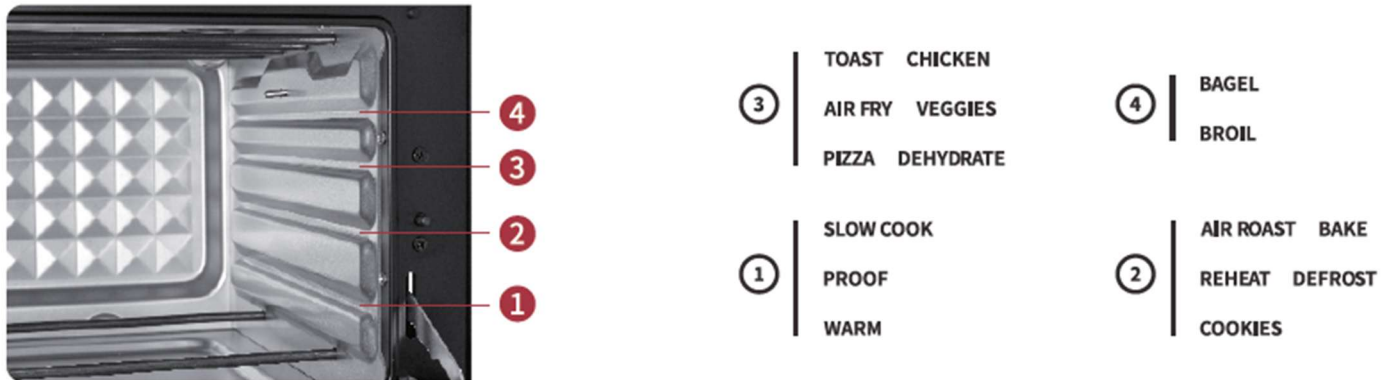 4
3
2
1
3
TOAST CHICKEN
AIR FRY VEGGIES
PIZZA DEHYDRATE
4
BAGEL
BROIL
1
SLOW COOK
PROOF
WARM
2
AIR ROAST BAKE
REHEAT DEFROST
COOKIES